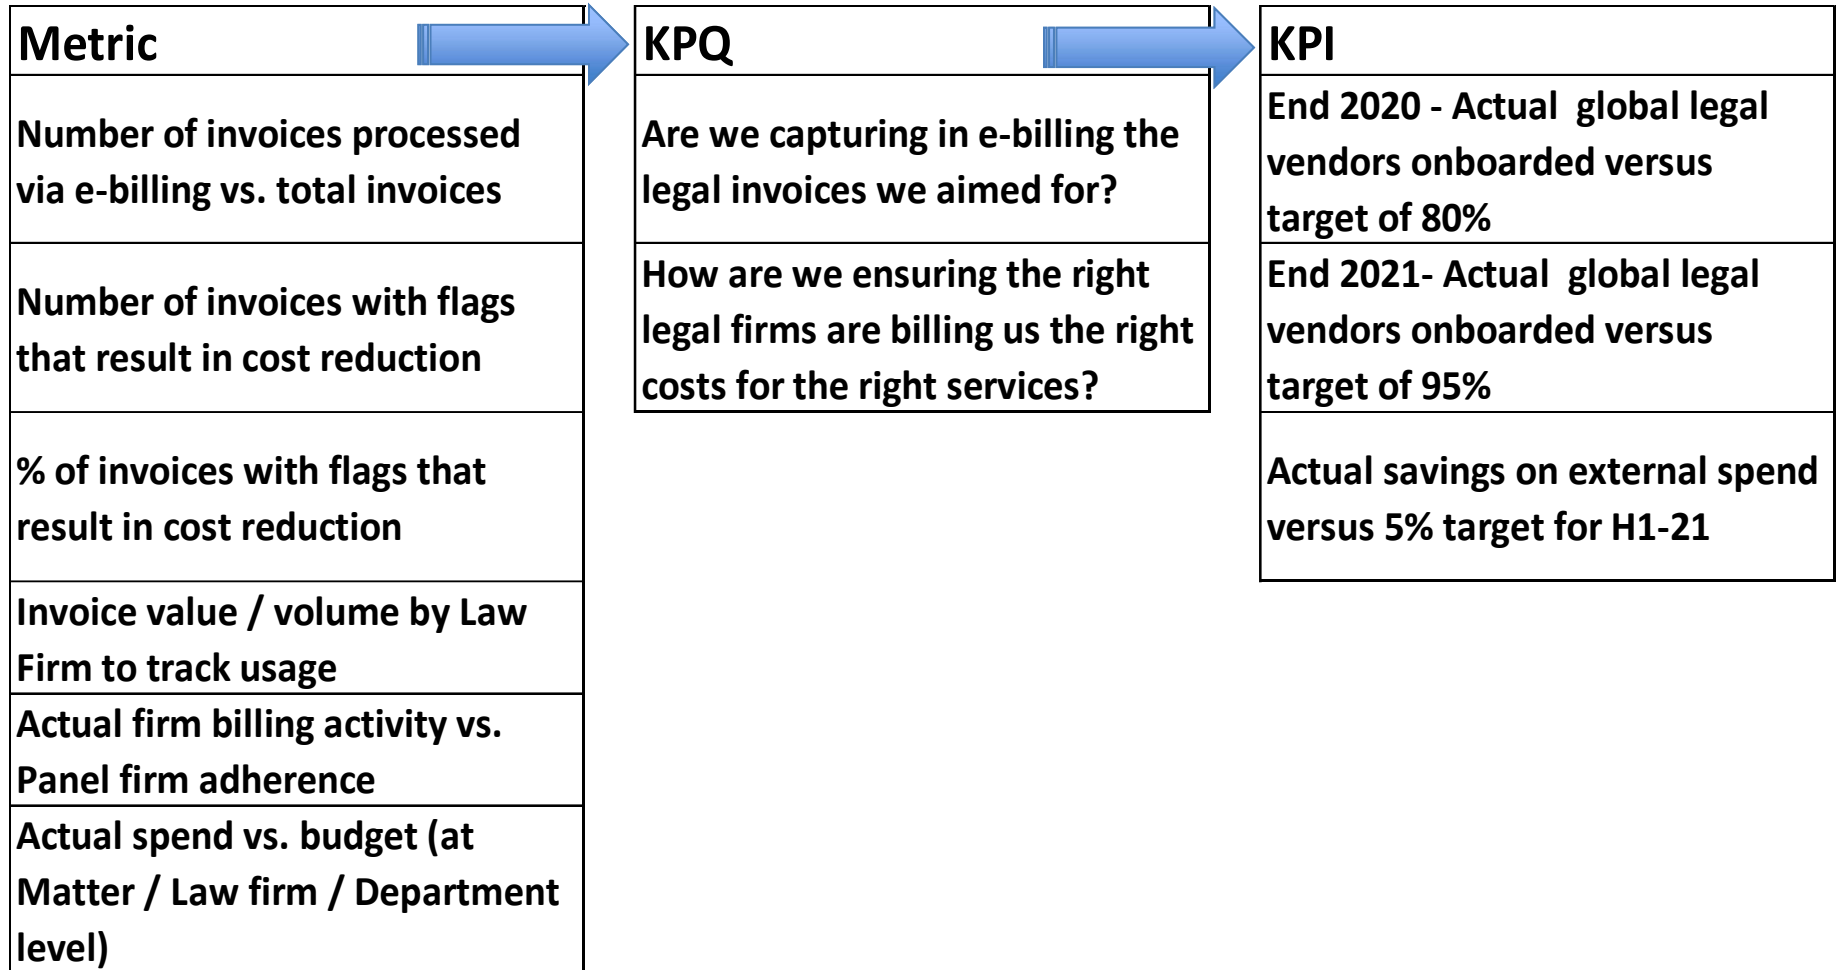 Metric
Number of invoices processed
via e-billing vs. total invoices
Number of invoices with flags
that result in cost reduction
% of invoices with flags that
result in cost reduction
Invoice value / volume by Law
Firm to track usage
Actual firm billing activity vs.
Panel firm adherence
Actual spend vs. budget (at
Matter / Law firm / Department
level)
KPQ
Are we capturing in e-billing the
legal invoices we aimed for?
How are we ensuring the right
legal firms are billing us the right
costs for the right services?
KPI
End 2020 - Actual  global legal
vendors onboarded versus
target of 80%
End 2021- Actual  global legal
vendors onboarded versus
target of 95%
Actual savings on external spend
versus 5% target for H1-21